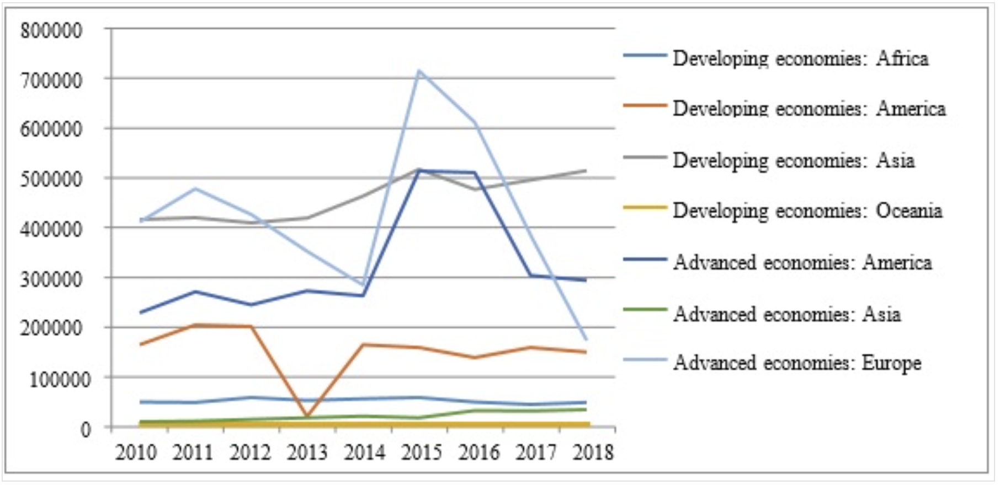 800000
700000
600000
500000
400000
300000
200000
100000
0
2010 2011 2012 2013 2014 2015 2016 2017 2018
Developing economies: Africa
Developing economies: America
Developing economies: Asia
Developing economies: Oceania
Advanced economies: America
Advanced economies: Asia
Advanced economies: Europe